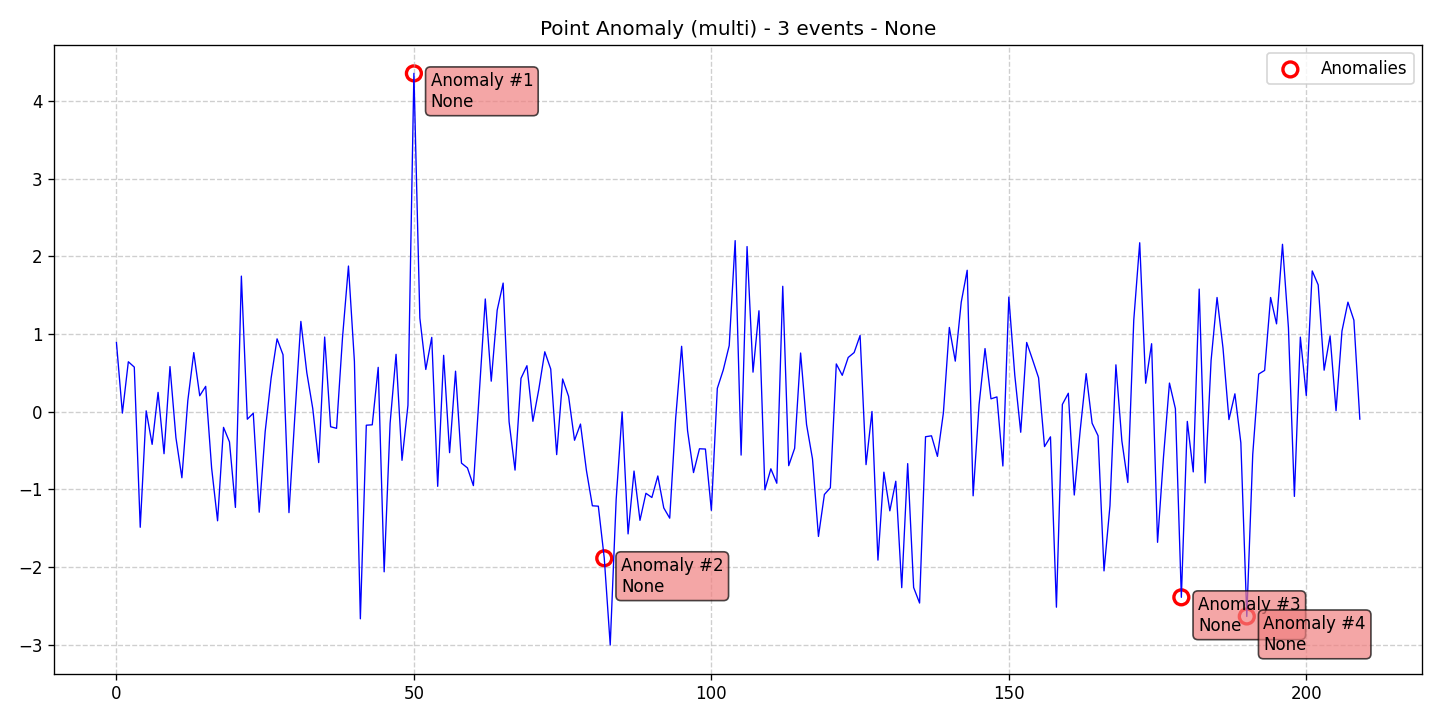 Point Anomaly (multi) - 3 events - None
Anomalies
Anomaly #1
None
Anomaly #2
None
Anomaly #3
None
Anomaly #4
None
4
3
2
1
0
−1
−2
−3
0
50
100
150
200